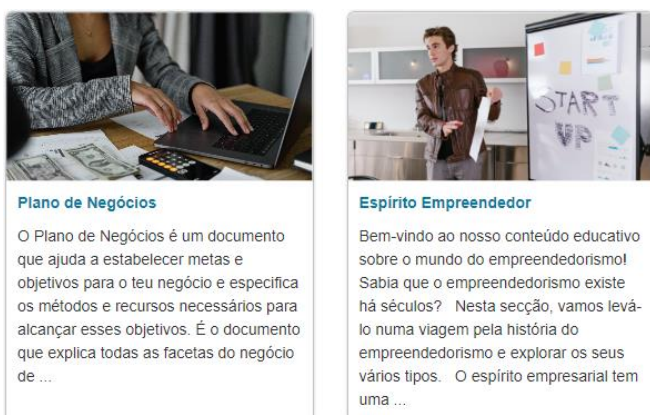 START
UP
Plano de Negócios
O Plano de Negócios é um documento
que ajuda a estabelecer metas e
objetivos para o teu negócio e especifica
os métodos e recursos necessários para
alcançar esses objetivos. É o documento
que explica todas as facetas do negócio
de ...
Espírito Empreendedor
Bem-vindo ao nosso conteúdo educativo
sobre o mundo do empreendedorismo!
Sabia que o empreendedorismo existe
há séculos?   Nesta secção, vamos levá-
lo numa viagem pela história do
empreendedorismo e explorar os seus
vários tipos.   O espírito empresarial tem
uma ...